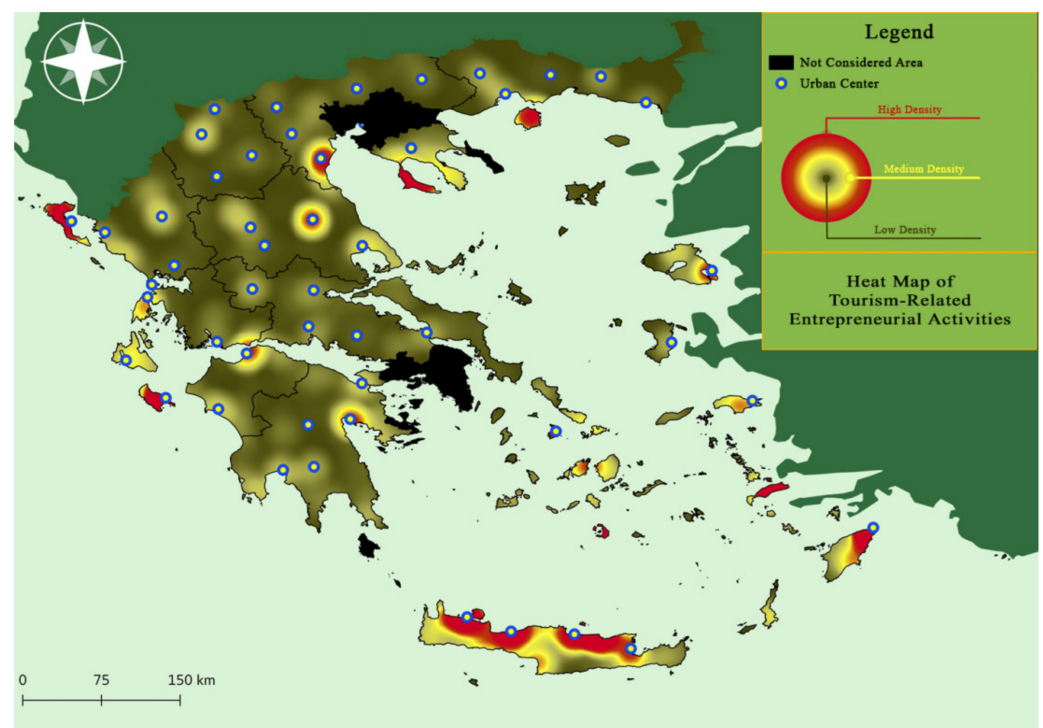 Legend
Not Considered Area
Urban Center
High Density
Medium Density
Low Density
Heat Map of
Tourism-Related
Entrepreneurial Activities
0 75 150 km